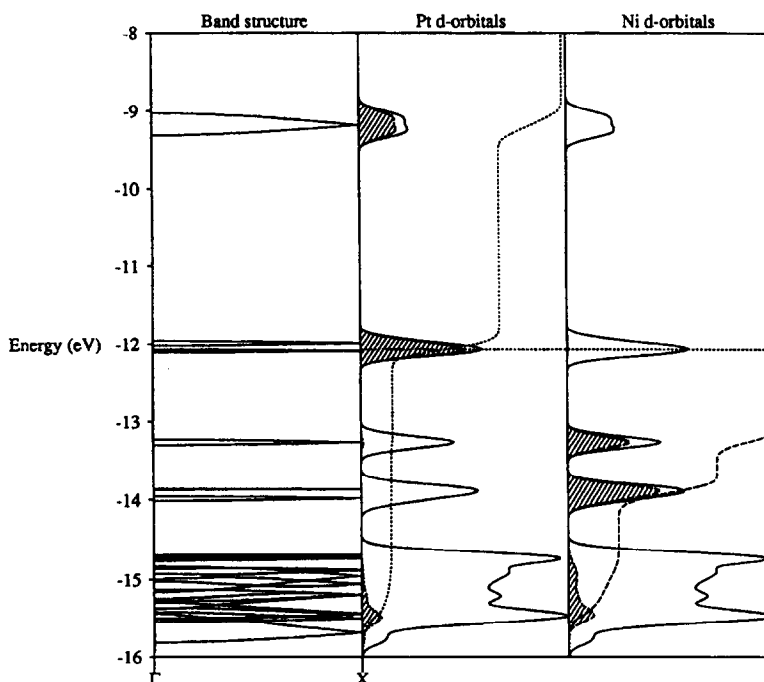 Band structure Pt d-orbitals Ni d-orbitals
-8
-9
-10
-11
Energy (eV) -12
-13
-14
-15
-16
Γ X